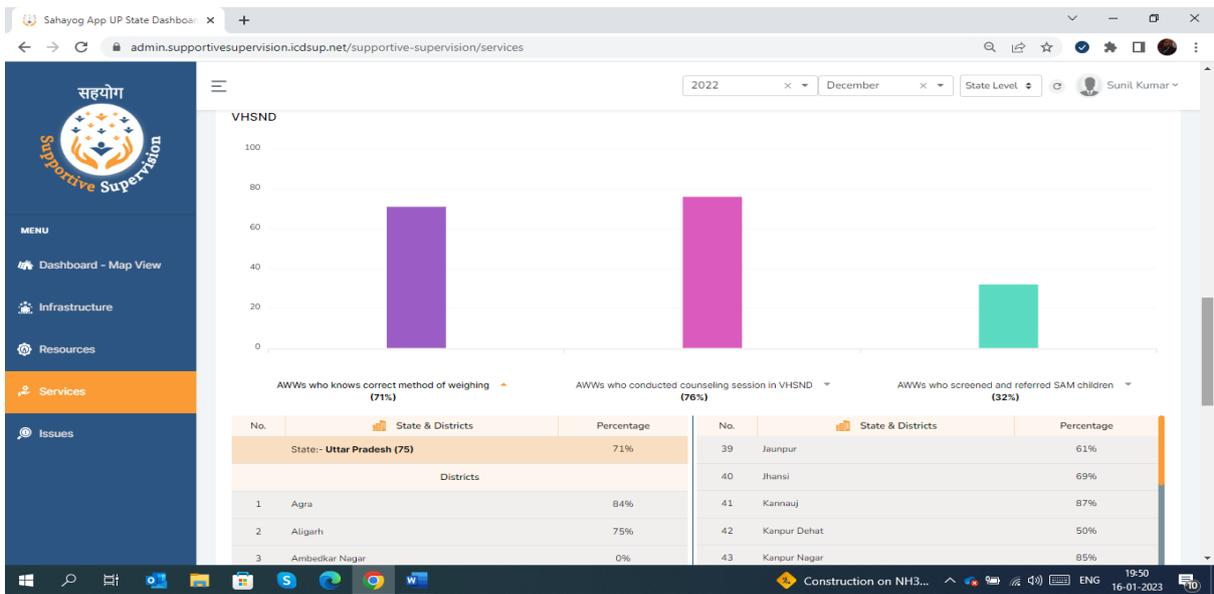 Sahayog App UP State Dashboar
admin.supportivesupervision.icdsup.net/supportive-supervision/services
सहयोग
Supportive Supervision
2022
December
State Level
Sunil Kumar
MENU
Dashboard - Map View
Infrastructure
Resources
Services
Issues
VHSND
100
80
60
40
20
0
AWWs who knows correct method of weighing
(71%)
AWWs who conducted counseling session in VHSND
(76%)
AWWs who screened and referred SAM children
(32%)
No. State & Districts Percentage
State:- Uttar Pradesh (75) 71%
Districts
1 Agra 84%
2 Aligarh 75%
3 Ambedkar Nagar 0%
No. State & Districts Percentage
39 Jaunpur 61%
40 Jhansi 69%
41 Kannauj 87%
42 Kanpur Dehat 50%
43 Kanpur Nagar 85%
Construction on NH3... ENG
19:50
16-01-2023
10